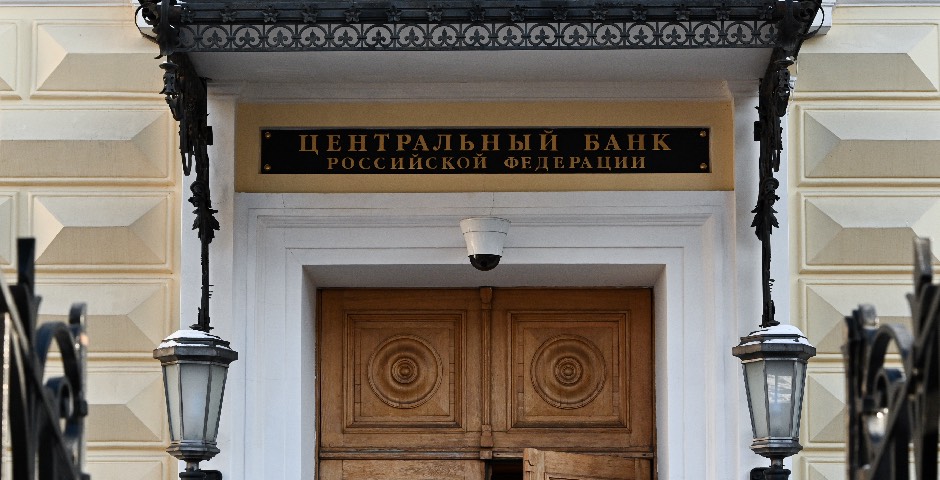 ЦЕНТРАЛЬНЫЙ БАНК
РОССИЙСКОЙ ФЕДЕРАЦИИ